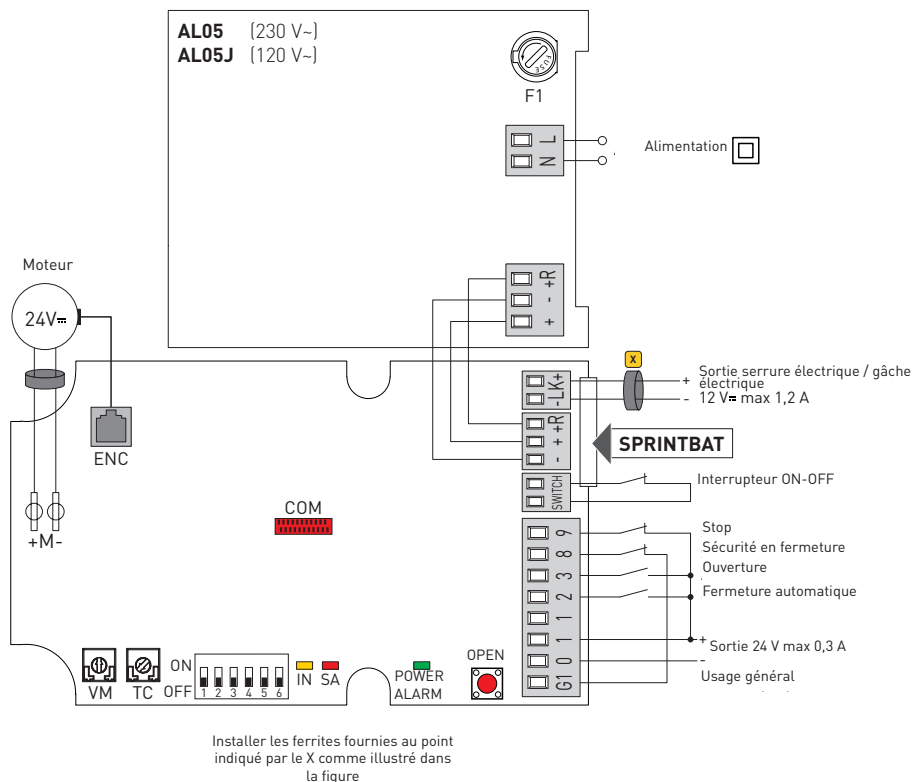 AL05 (230 V~)
AL05J (120 V~)
FUSE
F1
L
N
Alimentation
+R
-
+
Moteur
24V
ENC
+M-
COM
X
-LK+
+ Sortie serrure électrique / gâche
électrique
- 12 V max 1,2 A
- + +R
SPRINTBAT
SWITCH
Interrupteur ON-OFF
9
Stop
8
Sécurité en fermeture
3
Ouverture
2
Fermeture automatique
1
1
+ Sortie 24 V max 0,3 A
0
-
G1
Usage général
VM
TC
ON
OFF
1 2 3 4 5 6
IN SA
POWER
ALARM
OPEN
Installer les ferrites fournies au point
indiqué par le X comme illustré dans
la figure